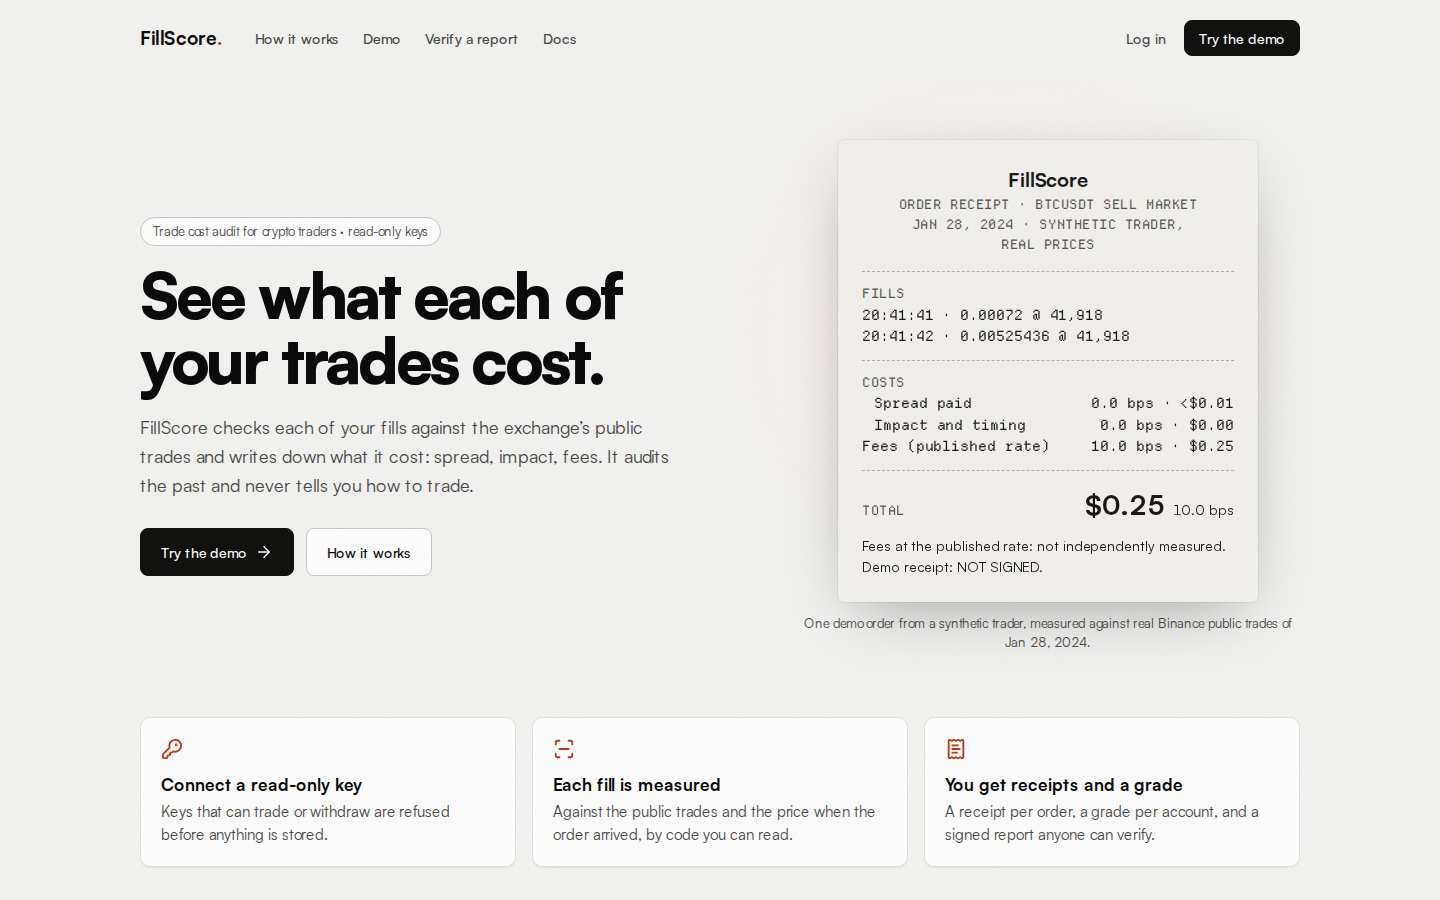 FillScore.
How it works
Demo
Verify a report
Docs
Log in
Try the demo
Trade cost audit for crypto traders · read-only keys
See what each of
your trades cost.
FillScore checks each of your fills against the exchange’s public
trades and writes down what it cost: spread, impact, fees. It audits
the past and never tells you how to trade.
Try the demo →
How it works
FillScore
ORDER RECEIPT · BTCUSDT SELL MARKET
JAN 28, 2024 · SYNTHETIC TRADER,
REAL PRICES
FILLS
20:41:41 · 0.00072 @ 41,918
20:41:42 · 0.00525436 @ 41,918
COSTS
Spread paid 0.0 bps · <$0.01
Impact and timing 0.0 bps · $0.00
Fees (published rate) 10.0 bps · $0.25
TOTAL $0.25 10.0 bps
Fees at the published rate: not independently measured.
Demo receipt: NOT SIGNED.
One demo order from a synthetic trader, measured against real Binance public trades of
Jan 28, 2024.
Connect a read-only key
Keys that can trade or withdraw are refused
before anything is stored.
Each fill is measured
Against the public trades and the price when the
order arrived, by code you can read.
You get receipts and a grade
A receipt per order, a grade per account, and a
signed report anyone can verify.